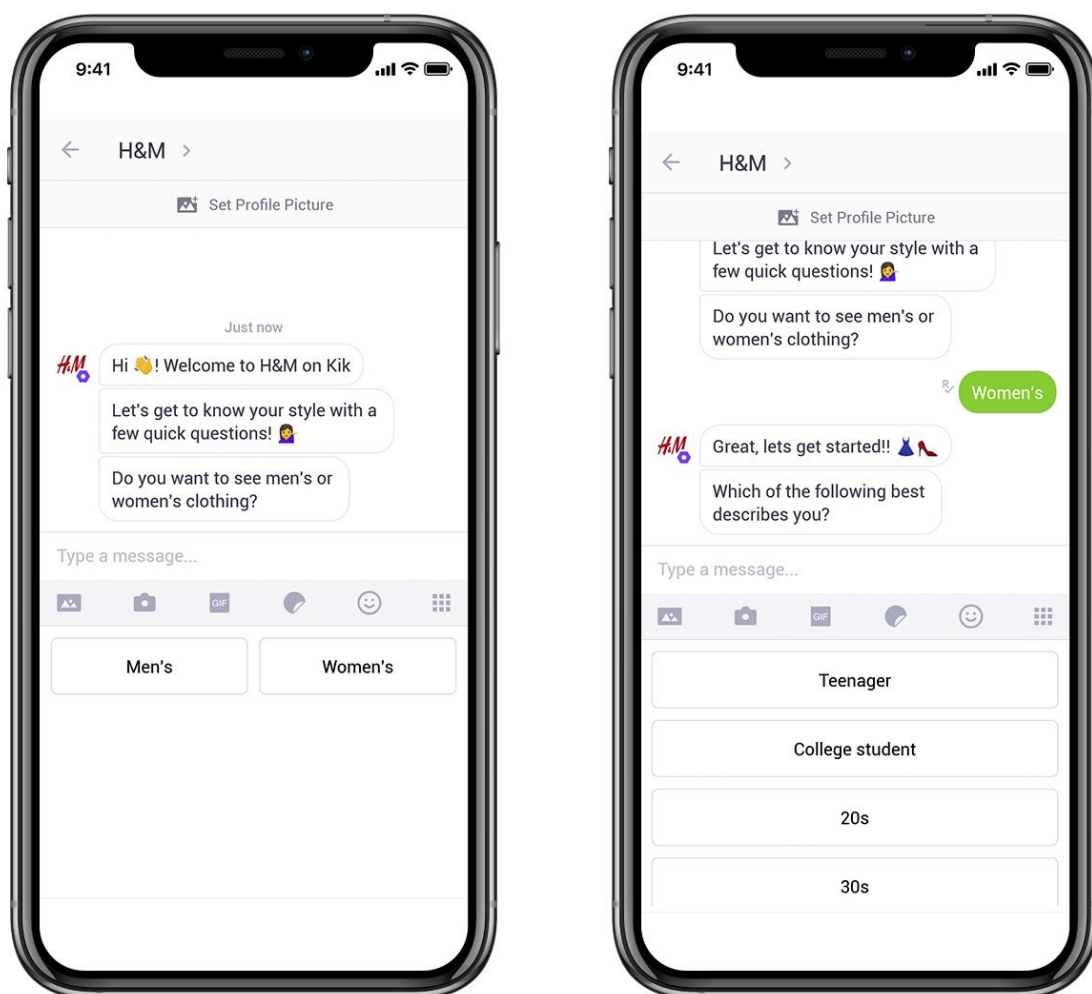 9:41
H&M >
Set Profile Picture
Just now
H&M
Hi 👋! Welcome to H&M on Kik
Let's get to know your style with a
few quick questions! 💁‍♀️
Do you want to see men's or
women's clothing?
Type a message...
GIF
Men's
Women's
9:41
H&M >
Set Profile Picture
Let's get to know your style with a
few quick questions! 💁‍♀️
Do you want to see men's or
women's clothing?
R
Women's
H&M
Great, lets get started!! 👗👠
Which of the following best
describes you?
Type a message...
GIF
Teenager
College student
20s
30s